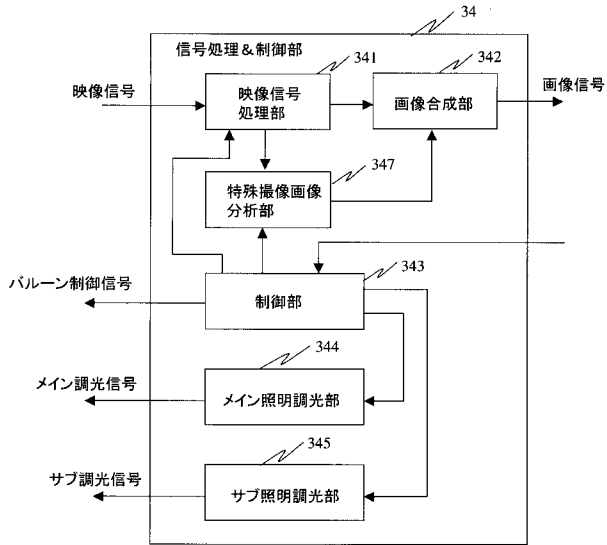 34
信号処理&制御部
341
342
映像信号
映像信号
処理部
画像合成部
画像信号
347
特殊撮像画像
分析部
343
バルーン制御信号
制御部
344
メイン調光信号
メイン照明調光部
345
サブ調光信号
サブ照明調光部